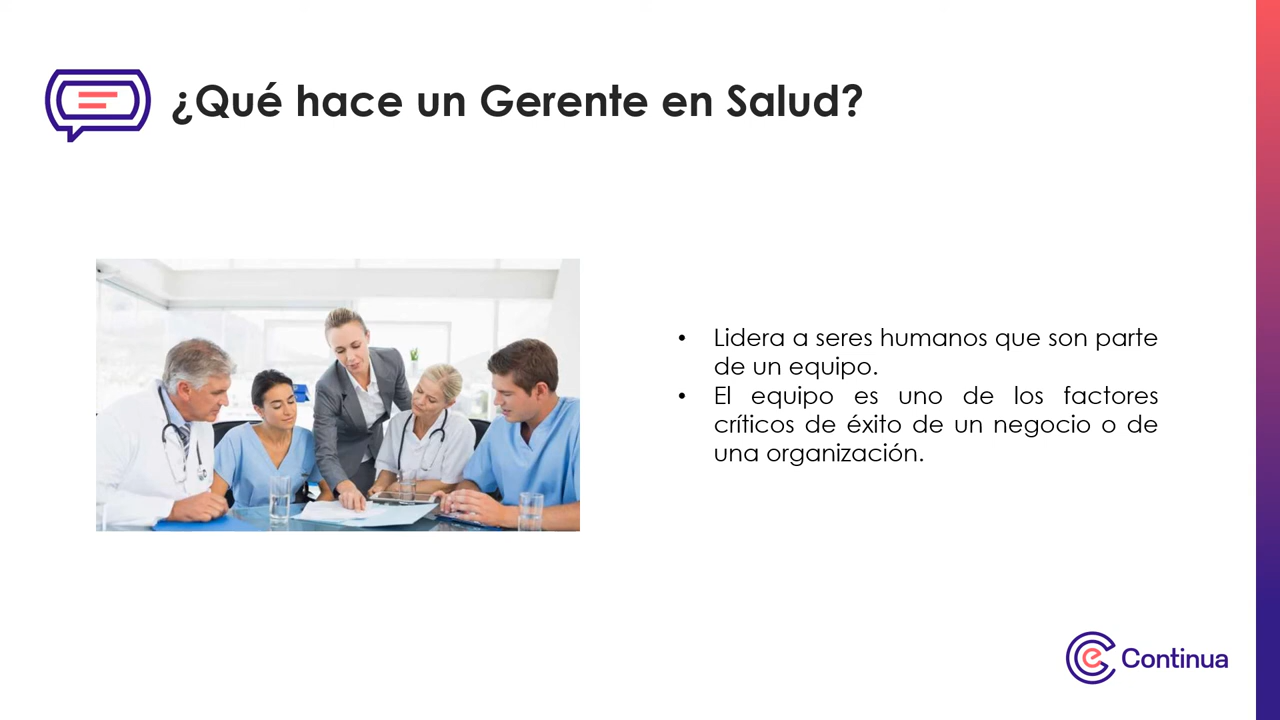 ¿Qué hace un Gerente en Salud?
• Lidera a seres humanos que son parte
de un equipo.
• El equipo es uno de los factores
críticos de éxito de un negocio o de
una organización.
Continua